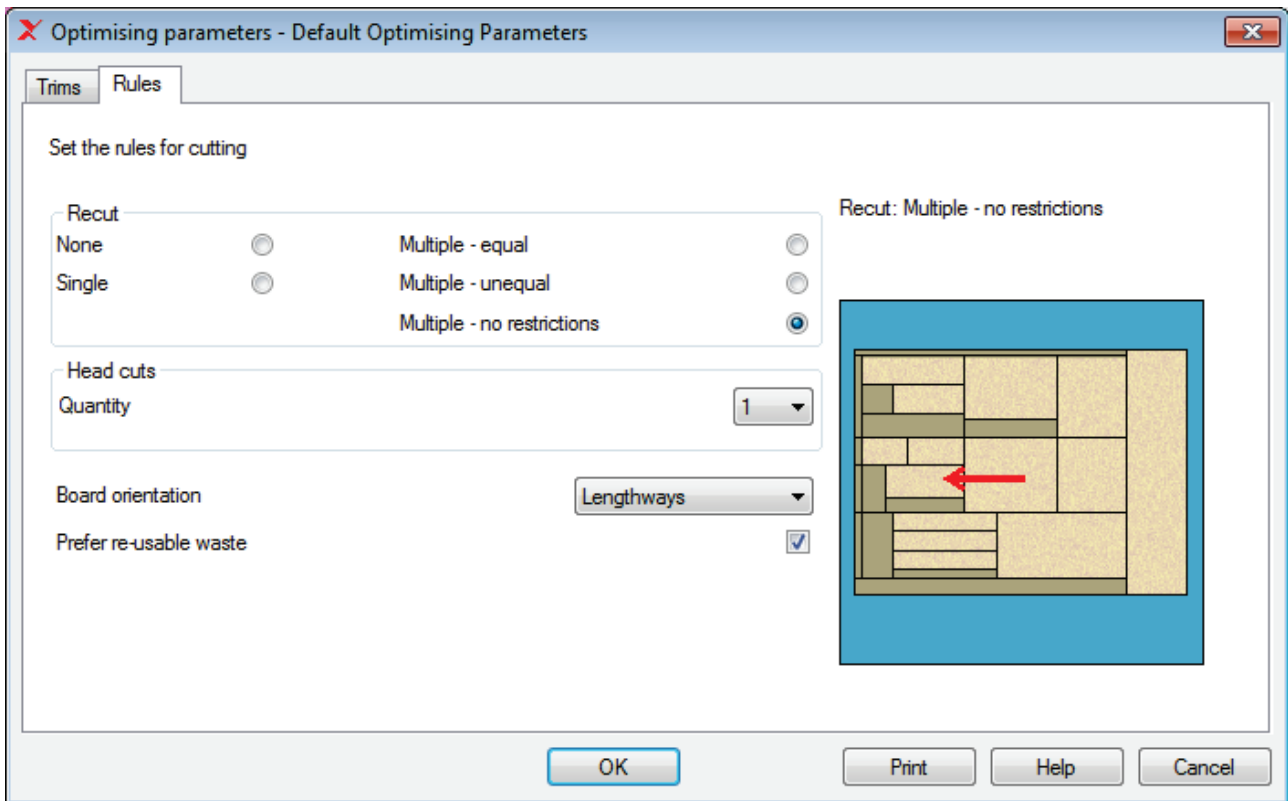 Optimising parameters - Default Optimising Parameters
Trims Rules
Set the rules for cutting
Recut
None Multiple - equal
Single Multiple - unequal
Multiple - no restrictions
Head cuts
Quantity 1
Board orientation Lengthways
Prefer re-usable waste
Recut: Multiple - no restrictions
OK Print Help Cancel